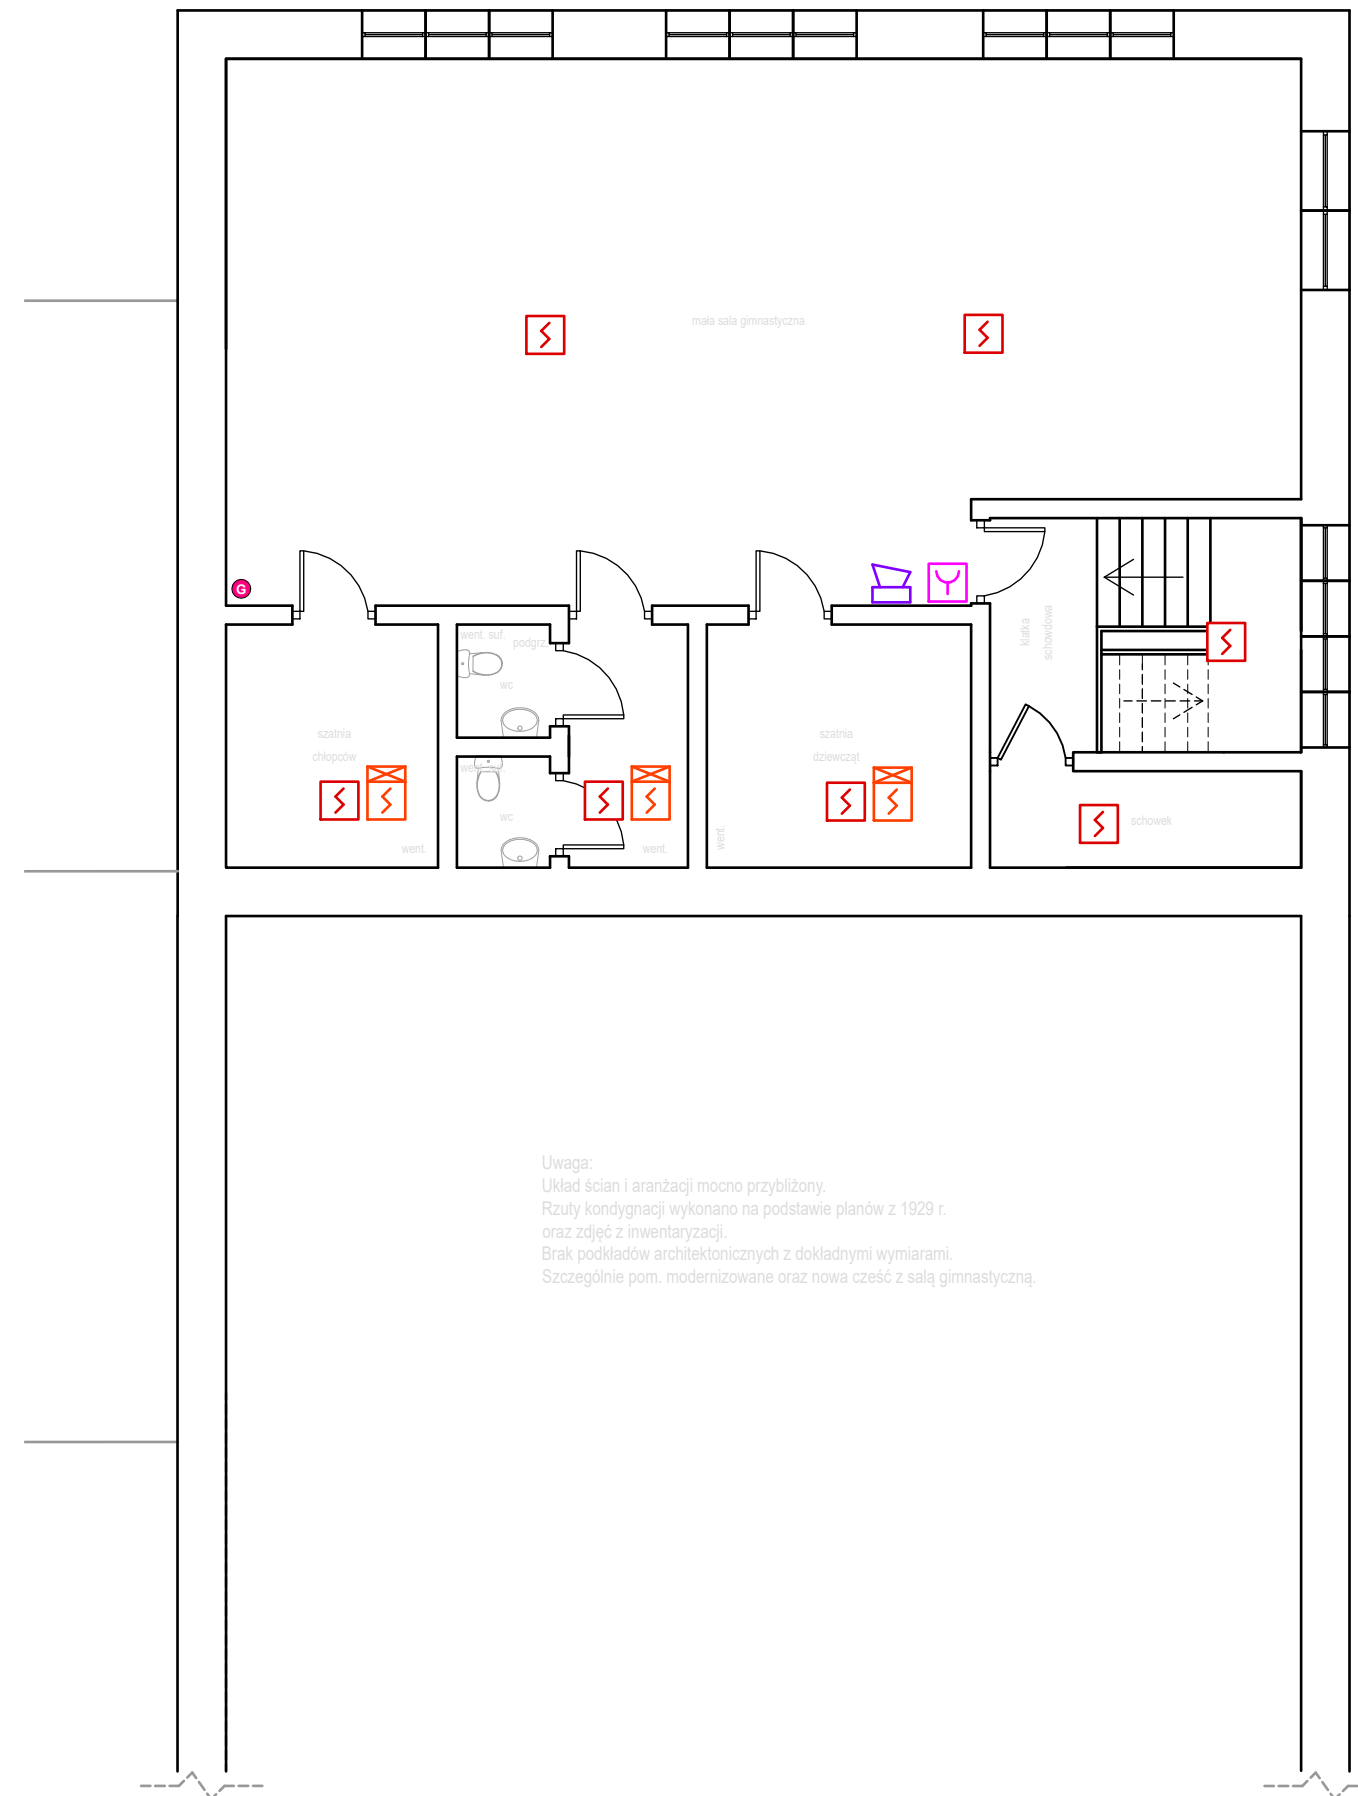 mała sala gimnastyczna
G
klatka
schowdowa
went. suf.
podgrz.
wc
szatnia
chłopców
szatnia
dziewcząt
wc
schowek
went.
went.
went.
Uwaga:
Układ ścian i aranżacji mocno przybliżony.
Rzuty kondygnacji wykonano na podstawie planów z 1929 r.
oraz zdjęć z inwentaryzacji.
Brak podkładów architektonicznych z dokładnymi wymiarami.
Szczególnie pom. modernizowane oraz nowa cześć z salą gimnastyczną.